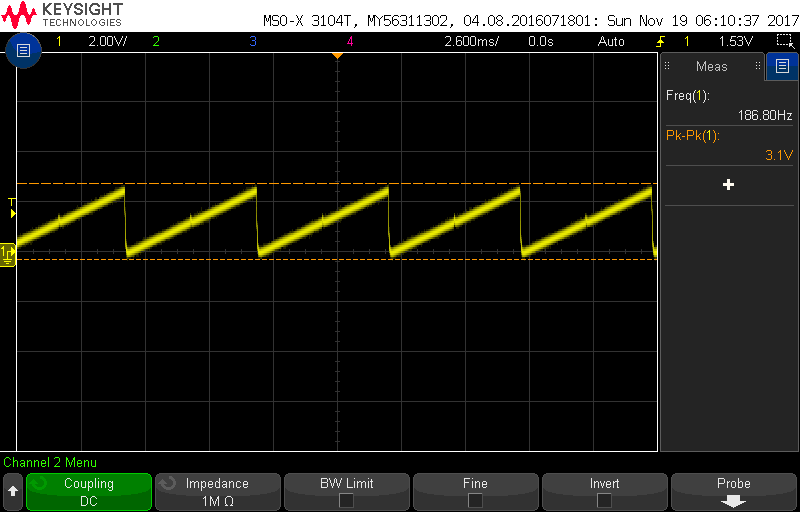 KEYSIGHT
TECHNOLOGIES
MSO-X 3104T, MY56311302, 04.08.2016071801: Sun Nov 19 06:10:37 2017
1 2.00V/ 2 3 4 2.600ms/ 0.0s Auto 1 1.53V
Meas
Freq(1):
186.80Hz
Pk-Pk(1):
3.1V
T
1
Channel 2 Menu
Coupling
DC
Impedance
1M Ω
BW Limit
Fine
Invert
Probe